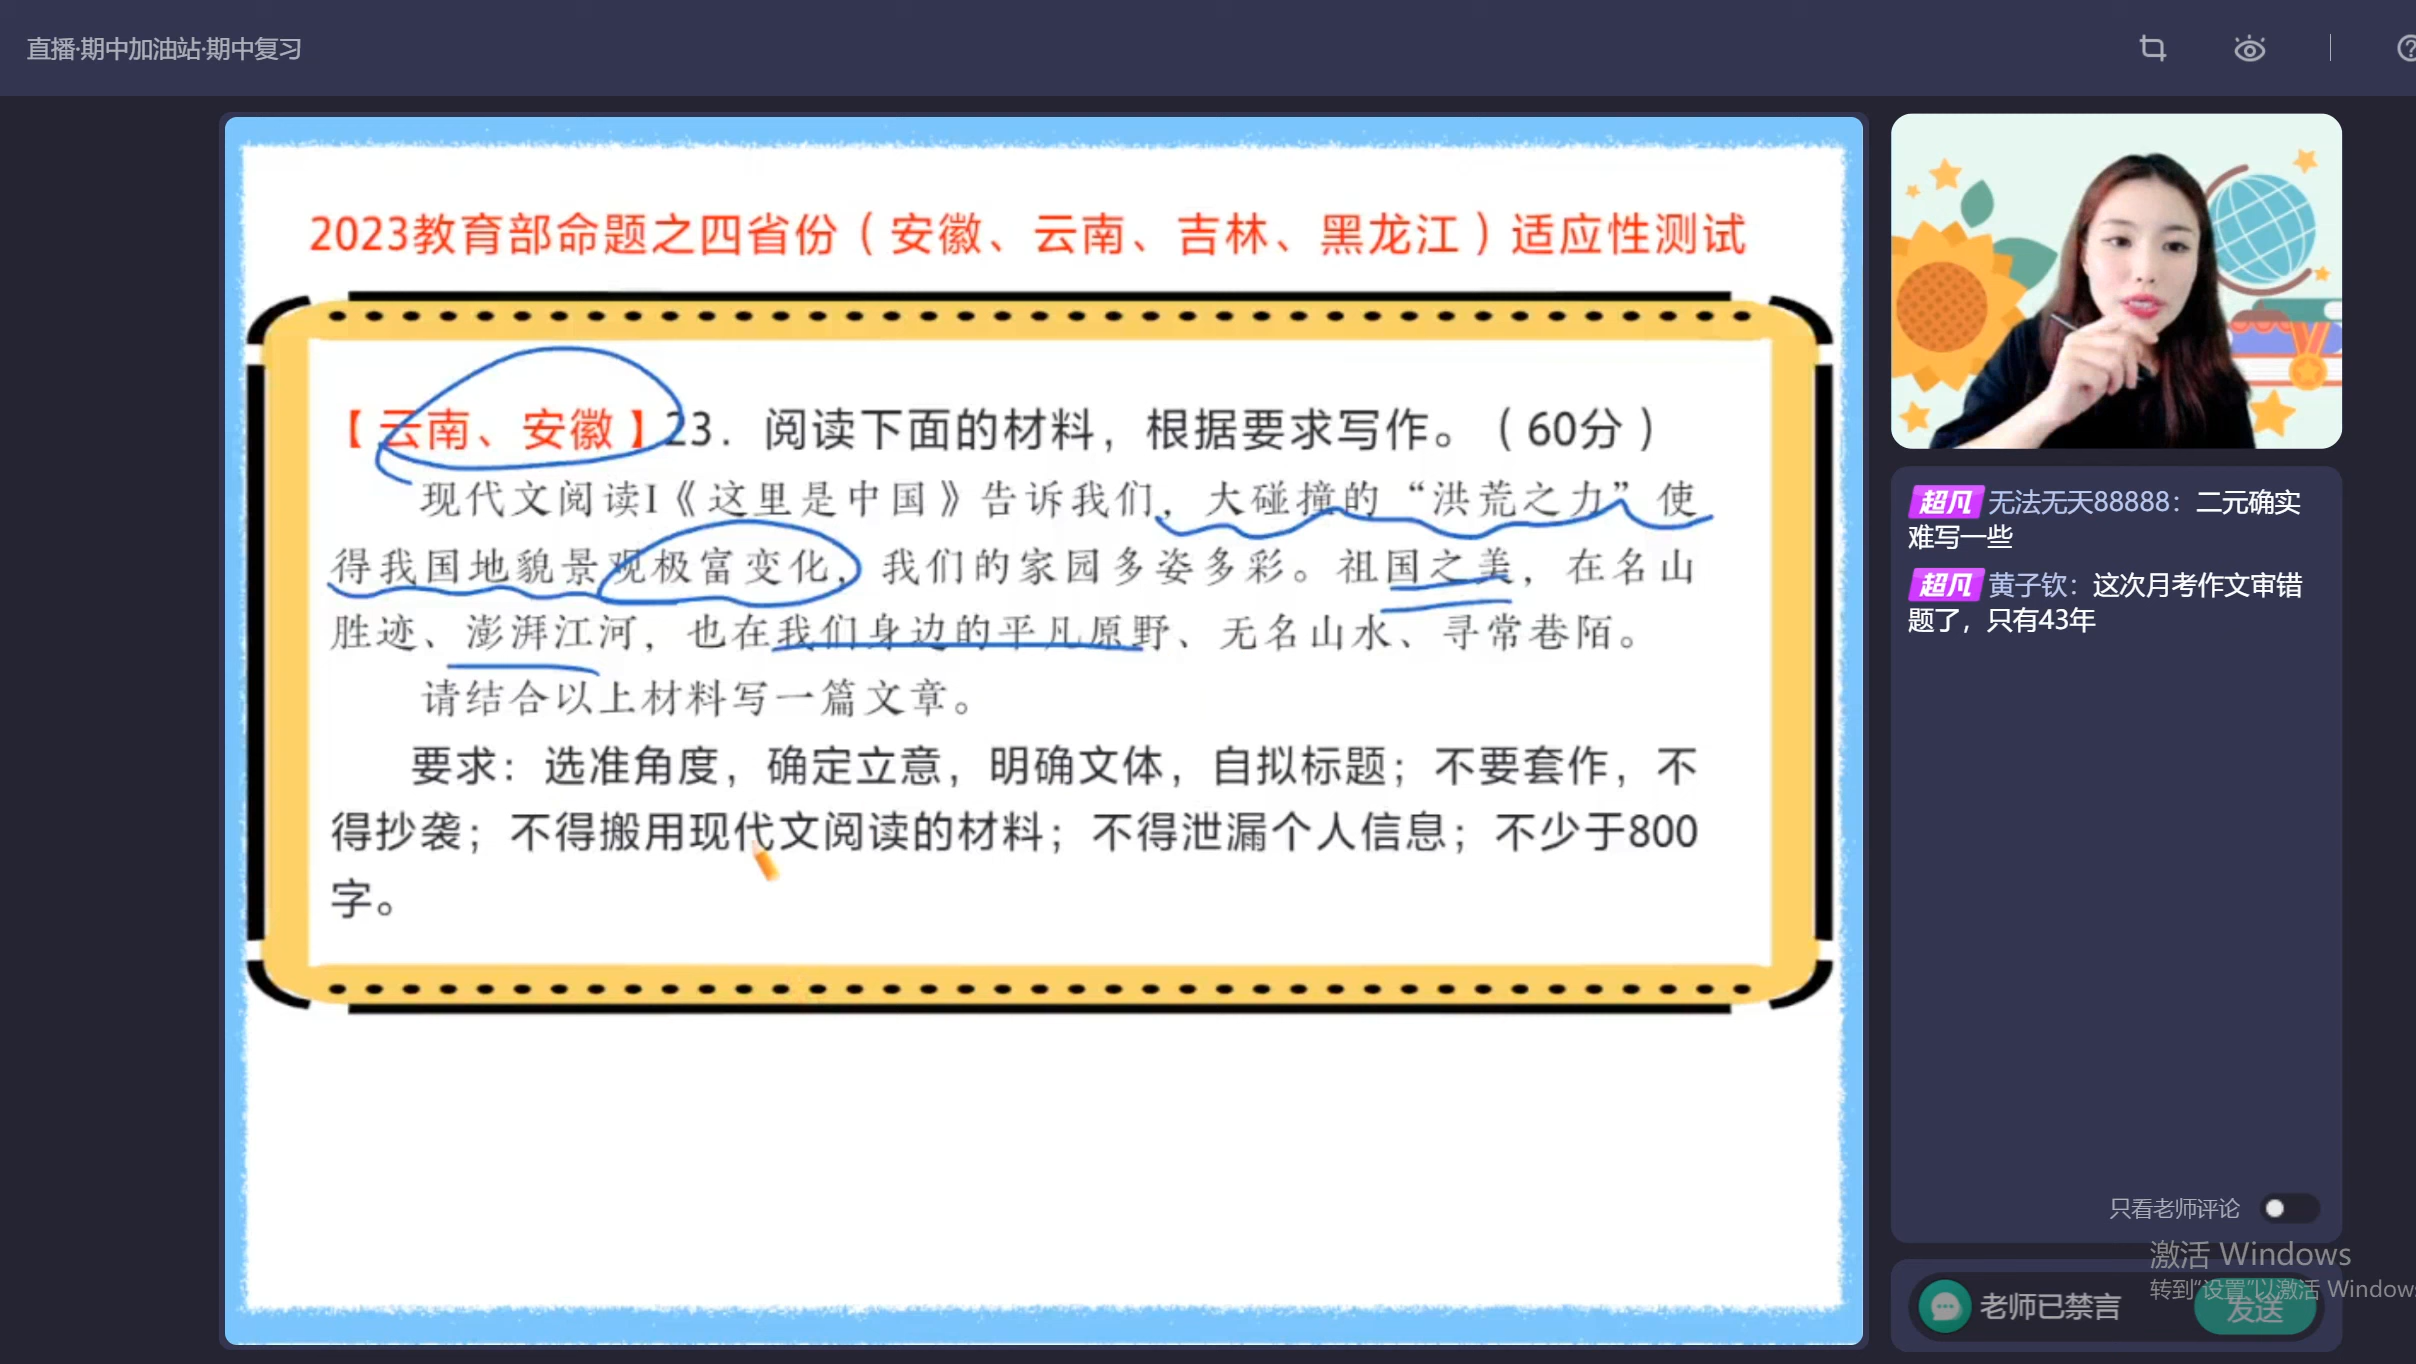 直播·期中加油站·期中复习
2023教育部命题之四省份（安徽、云南、吉林、黑龙江）适应性测试
【云南、安徽】23．阅读下面的材料，根据要求写作。（60分）
现代文阅读I《这里是中国》告诉我们，大碰撞的“洪荒之力”使
得我国地貌景观极富变化，我们的家园多姿多彩。祖国之美，在名山
胜迹、澎湃江河，也在我们身边的平凡原野、无名山水、寻常巷陌。
请结合以上材料写一篇文章。
要求：选准角度，确定立意，明确文体，自拟标题；不要套作，不
得抄袭；不得搬用现代文阅读的材料；不得泄漏个人信息；不少于800
字。
超凡 无法无天88888：二元确实
难写一些
超凡 黄子钦：这次月考作文审错
题了，只有43年
只看老师评论
激活 Windows
转到“设置”以激活 Windows
老师已禁言
发送